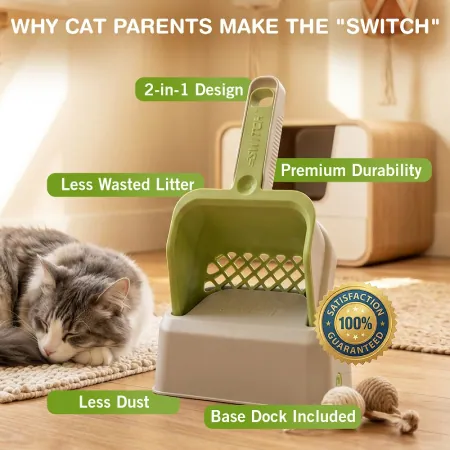 WHY CAT PARENTS MAKE THE "SWITCH"
2-in-1 Design
Premium Durability
Less Wasted Litter
SATISFACTION
100%
GUARANTEED
Less Dust
Base Dock Included